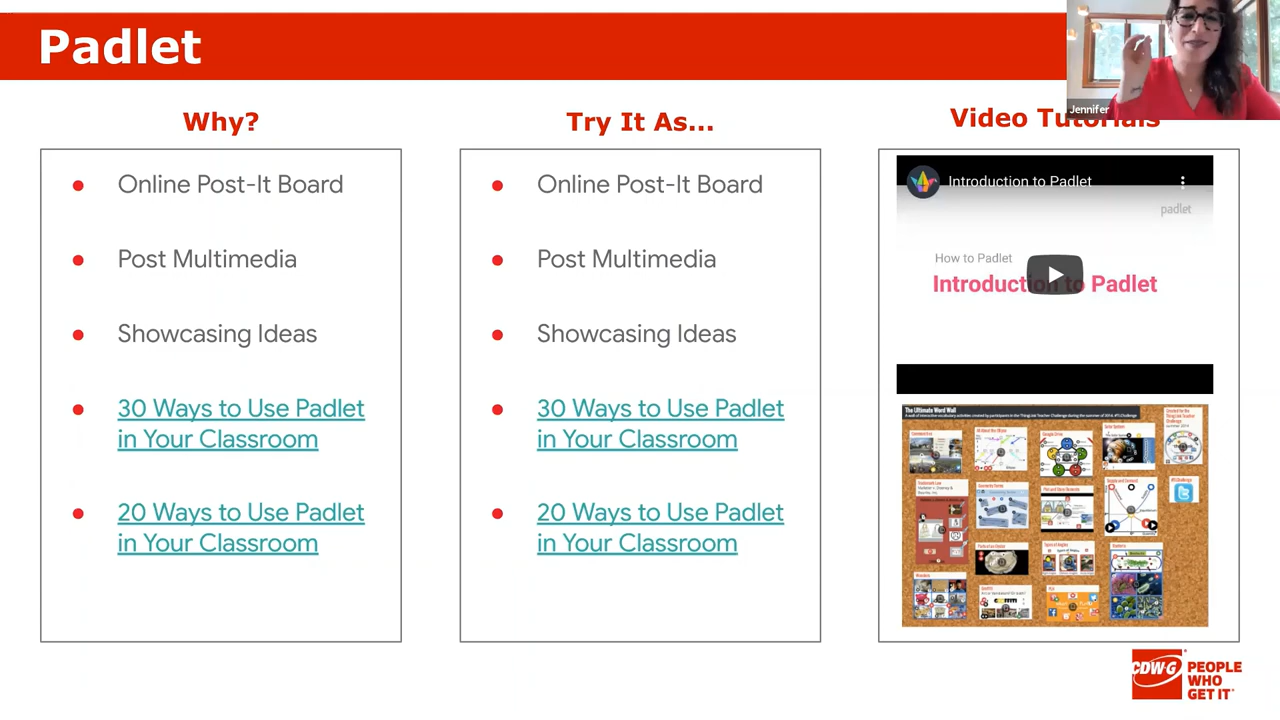 Padlet
Jennifer
Why?
Online Post-It Board
Post Multimedia
Showcasing Ideas
30 Ways to Use Padlet
in Your Classroom
20 Ways to Use Padlet
in Your Classroom
Try It As...
Online Post-It Board
Post Multimedia
Showcasing Ideas
30 Ways to Use Padlet
in Your Classroom
20 Ways to Use Padlet
in Your Classroom
Video Tutorials
Introduction to Padlet
padlet
How to Padlet
Introduction to Padlet
The Ultimate Word Wall
CDW·G
PEOPLE
WHO
GET IT